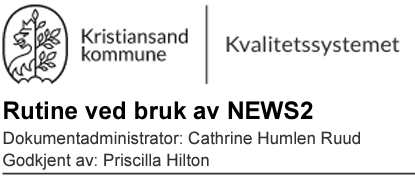 Kristiansand
kommune
Kvalitetssystemet
Rutine ved bruk av NEWS2
Dokumentadministrator: Cathrine Humlen Ruud
Godkjent av: Priscilla Hilton